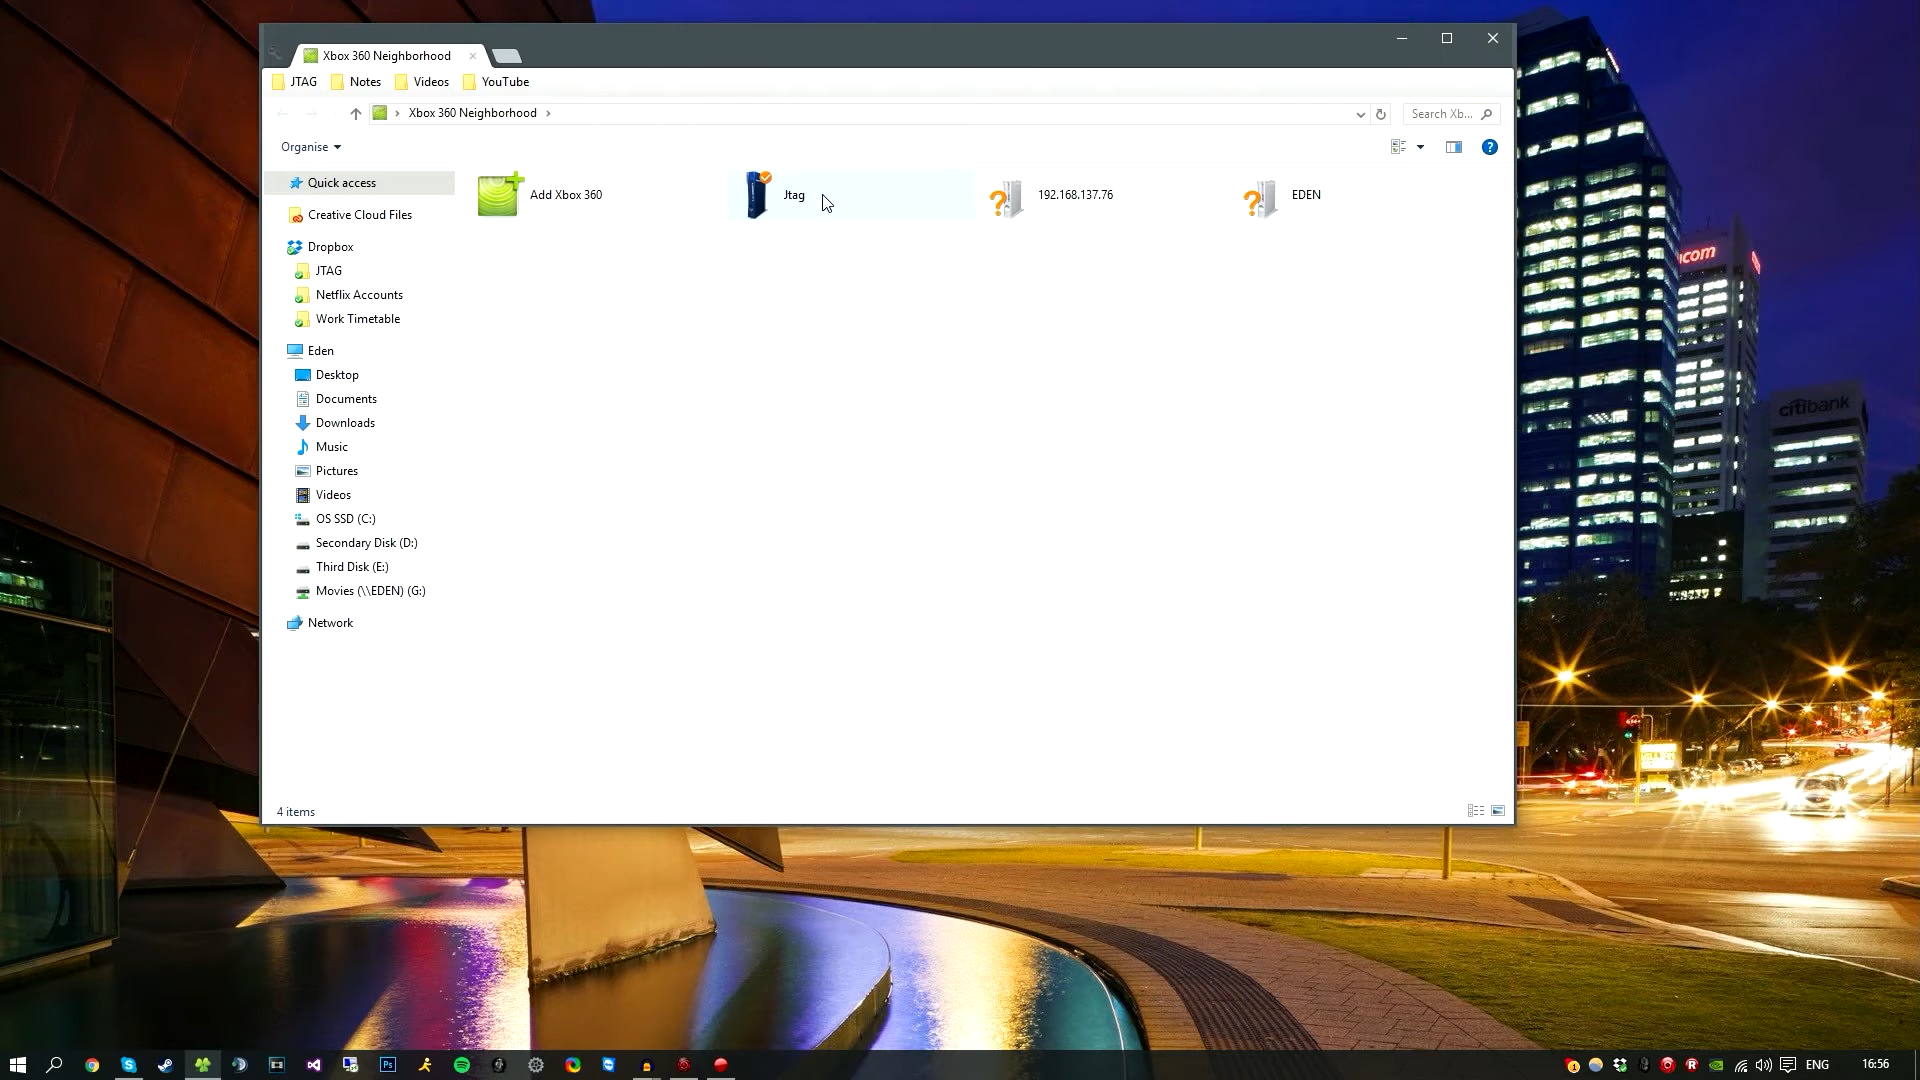 Xbox 360 Neighborhood
JTAG Notes Videos YouTube
Xbox 360 Neighborhood
Search Xb...
Organise
Quick access
Add Xbox 360
Jtag
192.168.137.76
EDEN
Creative Cloud Files
Dropbox
JTAG
Netflix Accounts
Work Timetable
Eden
Desktop
Documents
Downloads
Music
Pictures
Videos
OS SSD (C:)
Secondary Disk (D:)
Third Disk (E:)
Movies (\\EDEN) (G:)
Network
4 items
citibank
Ps
ENG
16:56